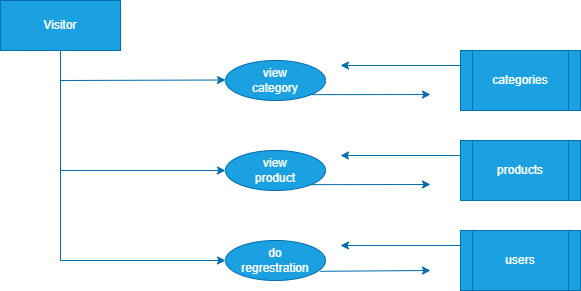 Visitor
view
category
categories
view
product
products
do
regrestration
users